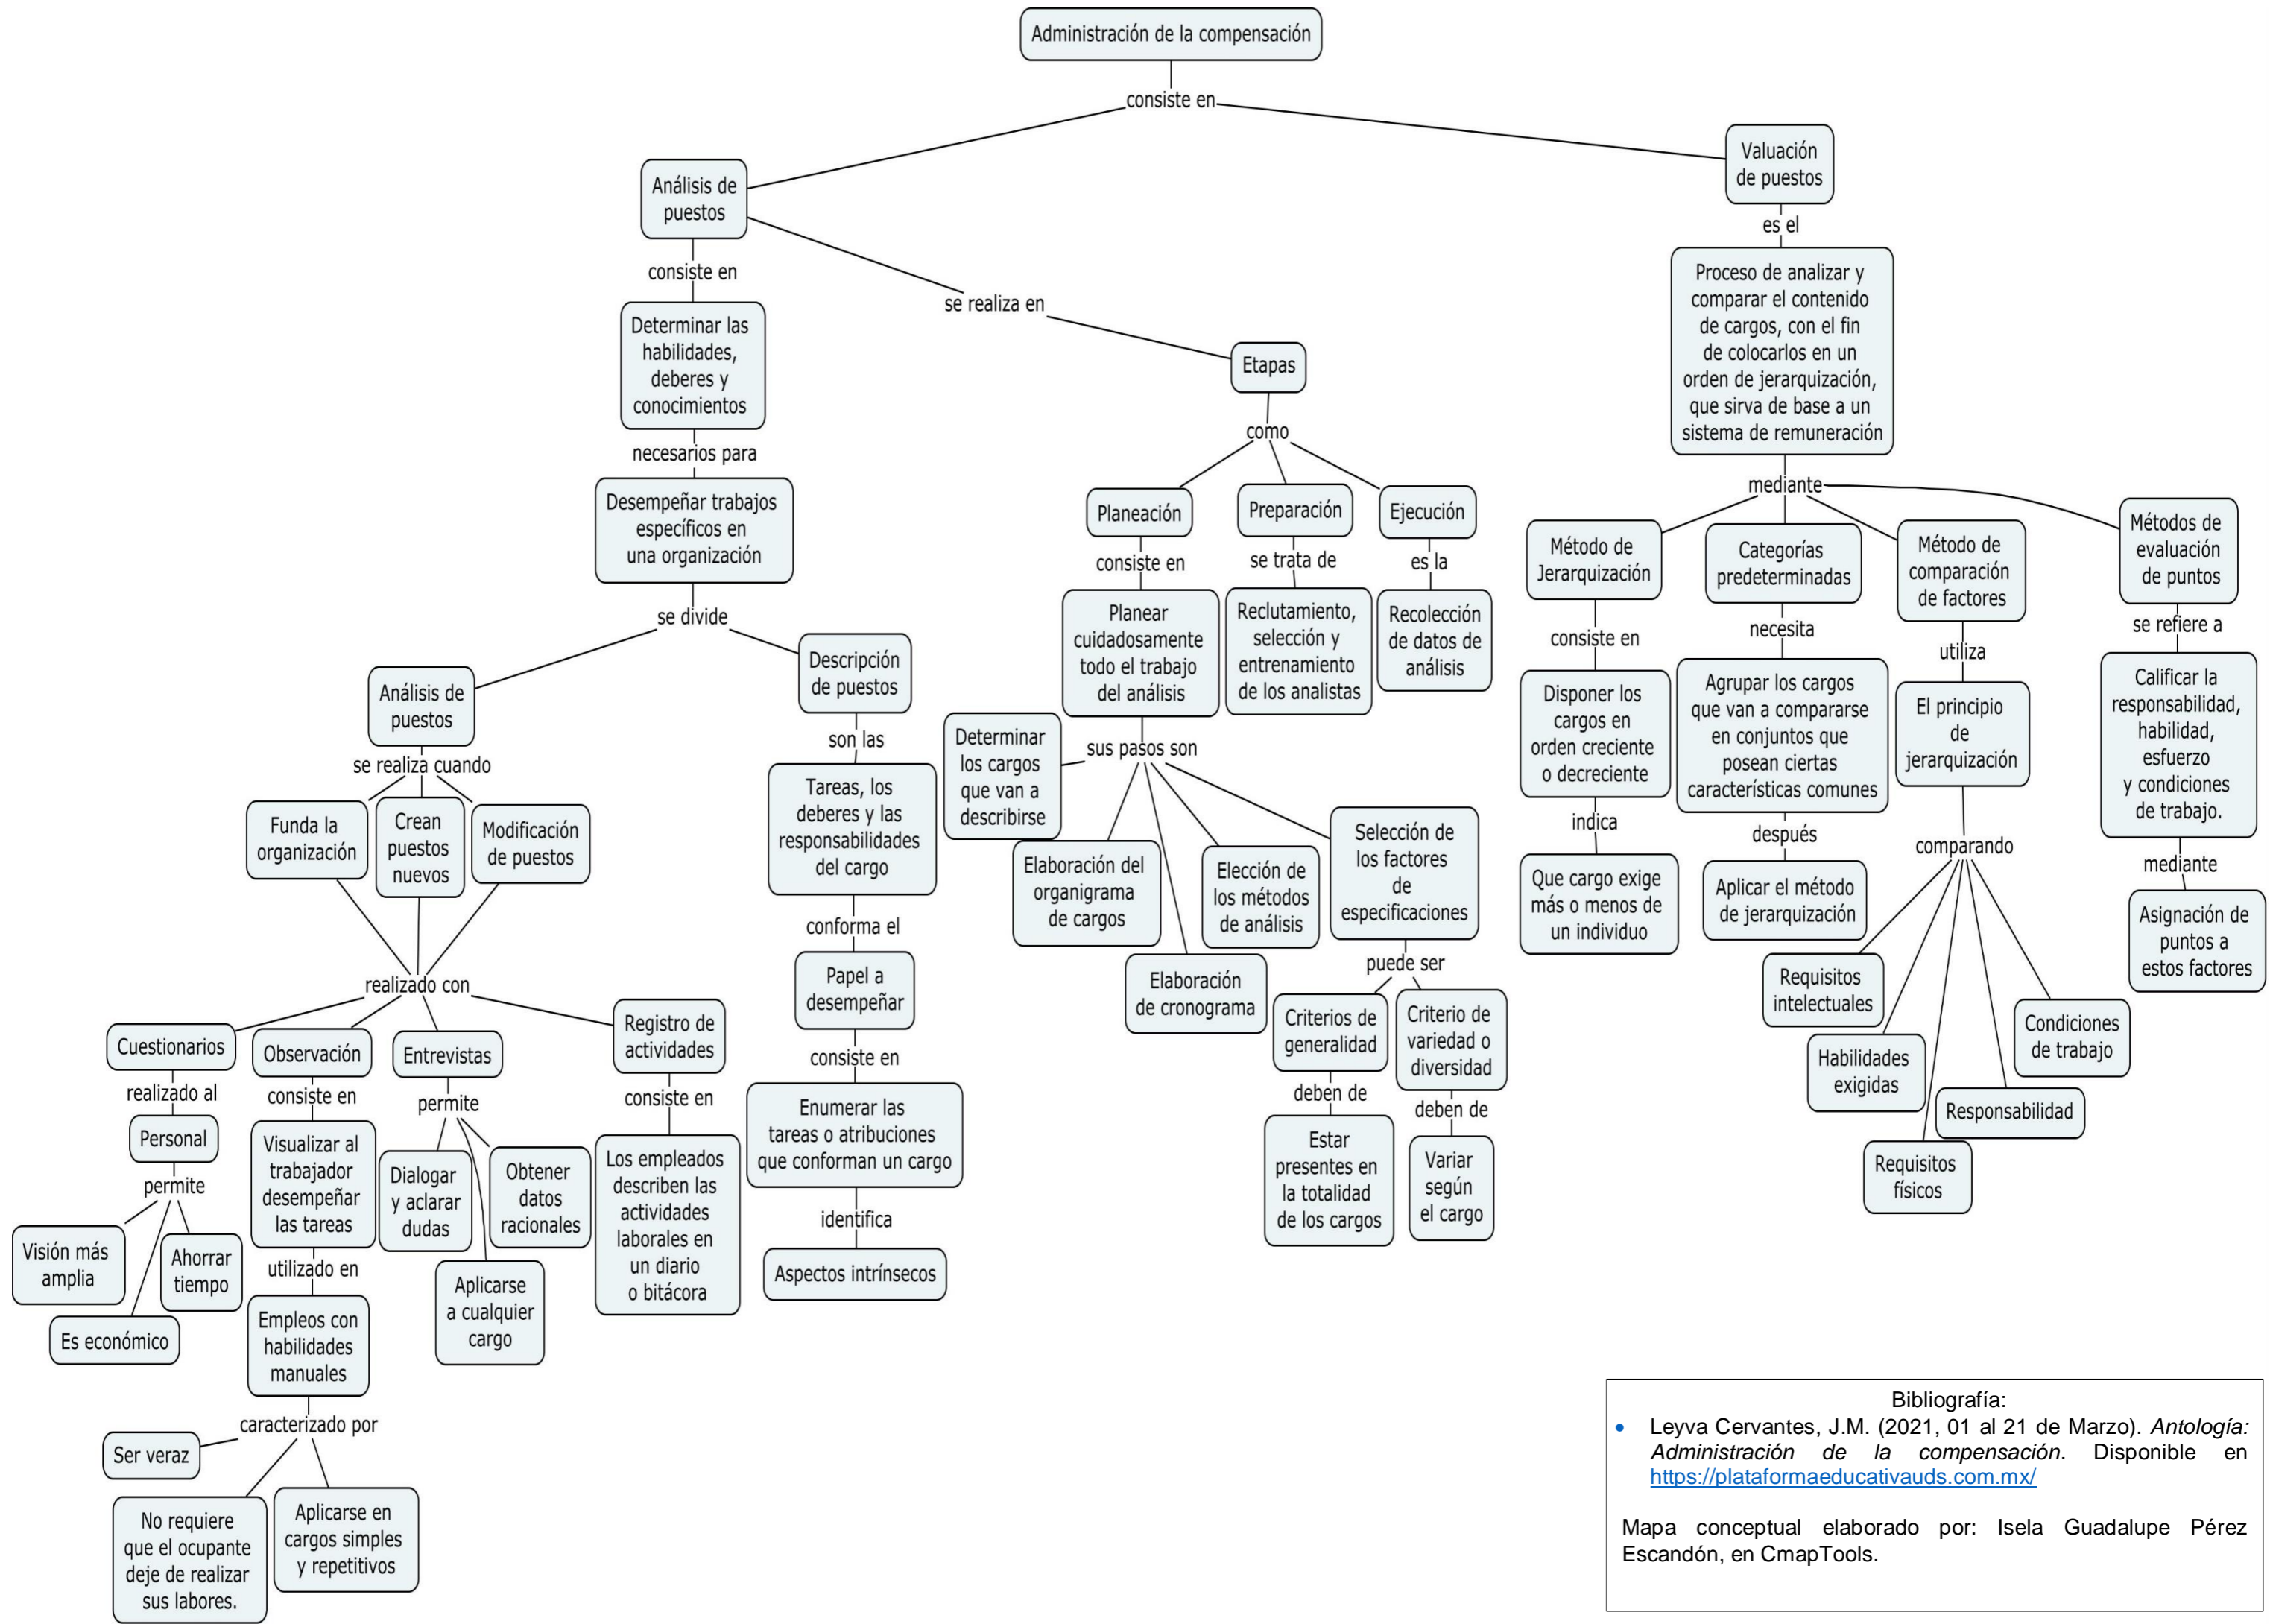 Administración de la compensación
consiste en
Análisis de
puestos
consiste en
Determinar las
habilidades,
deberes y
conocimientos
necesarios para
Desempeñar trabajos
específicos en
una organización
se divide
Análisis de
puestos
se realiza cuando
Funda la
organización
Crean
puestos
nuevos
Modificación
de puestos
realizado con
Cuestionarios
realizado al
Personal
permite
Visión más
amplia
Es económico
Ahorrar
tiempo
Observación
consiste en
Visualizar al
trabajador
desempeñar
las tareas
utilizado en
Empleos con
habilidades
manuales
caracterizado por
Ser veraz
No requiere
que el ocupante
deje de realizar
sus labores.
Aplicarse en
cargos simples
y repetitivos
Entrevistas
permite
Dialogar
y aclarar
dudas
Aplicarse
a cualquier
cargo
Obtener
datos
racionales
Registro de
actividades
consiste en
Los empleados
describen las
actividades
laborales en
un diario
o bitácora
Descripción
de puestos
son las
Tareas, los
deberes y las
responsabilidades
del cargo
conforma el
Papel a
desempeñar
consiste en
Enumerar las
tareas o atribuciones
que conforman un cargo
identifica
Aspectos intrínsecos
se realiza en
Etapas
como
Planeación
consiste en
Planear
cuidadosamente
todo el trabajo
del análisis
sus pasos son
Determinar
los cargos
que van a
describirse
Elaboración del
organigrama
de cargos
Elaboración
de cronograma
Elección de
los métodos
de análisis
Selección de
los factores
de
especificaciones
puede ser
Criterios de
generalidad
deben de
Estar
presentes en
la totalidad
de los cargos
Criterio de
variedad o
diversidad
deben de
Variar
según
el cargo
Preparación
se trata de
Reclutamiento,
selección y
entrenamiento
de los analistas
Ejecución
es la
Recolección
de datos de
análisis
Valuación
de puestos
es el
Proceso de analizar y
comparar el contenido
de cargos, con el fin
de colocarlos en un
orden de jerarquización,
que sirva de base a un
sistema de remuneración
mediante
Método de
Jerarquización
consiste en
Disponer los
cargos en
orden creciente
o decreciente
indica
Que cargo exige
más o menos de
un individuo
Categorías
predeterminadas
necesita
Agrupar los cargos
que van a compararse
en conjuntos que
posean ciertas
características comunes
después
Aplicar el método
de jerarquización
Método de
comparación
de factores
utiliza
El principio
de
jerarquización
comparando
Requisitos
intelectuales
Habilidades
exigidas
Requisitos
físicos
Responsabilidad
Condiciones
de trabajo
Métodos de
evaluación
de puntos
se refiere a
Calificar la
responsabilidad,
habilidad,
esfuerzo
y condiciones
de trabajo.
mediante
Asignación de
puntos a
estos factores
Bibliografía:
• Leyva Cervantes, J.M. (2021, 01 al 21 de Marzo). Antología:
Administración de la compensación. Disponible en
https://plataformaeducativauds.com.mx/
Mapa conceptual elaborado por: Isela Guadalupe Pérez
Escandón, en CmapTools.